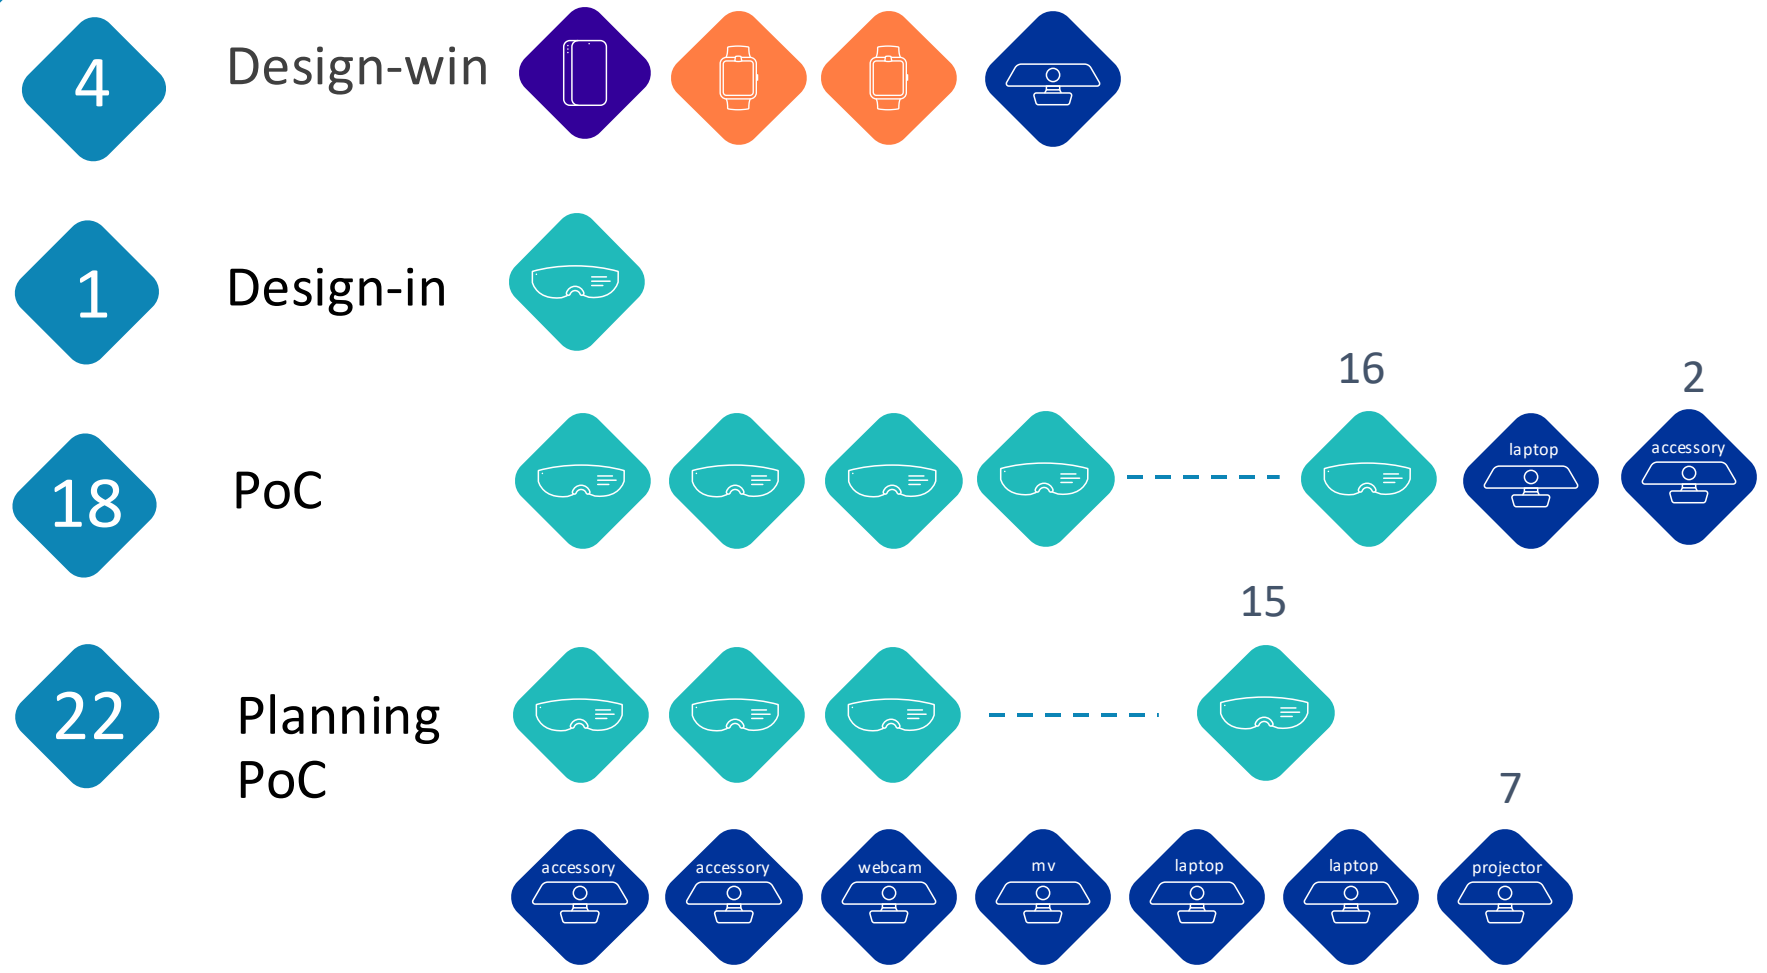 4
Design-win
1
Design-in
16
2
18
PoC
laptop
accessory
15
22
Planning
PoC
7
accessory
accessory
webcam
mv
laptop
laptop
projector